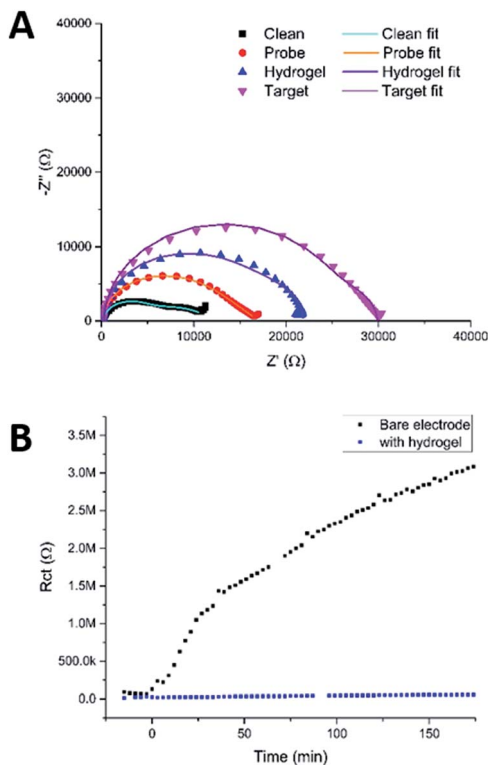 A
Clean Clean fit
Probe Probe fit
Hydrogel Hydrogel fit
Target Target fit
40000
30000
20000
10000
0
-Z'' (Ω)
0 10000 20000 30000 40000
Z' (Ω)
B
Bare electrode
with hydrogel
3.5M
3.0M
2.5M
2.0M
1.5M
1.0M
500.0k
0.0
Rct (Ω)
0 50 100 150
Time (min)